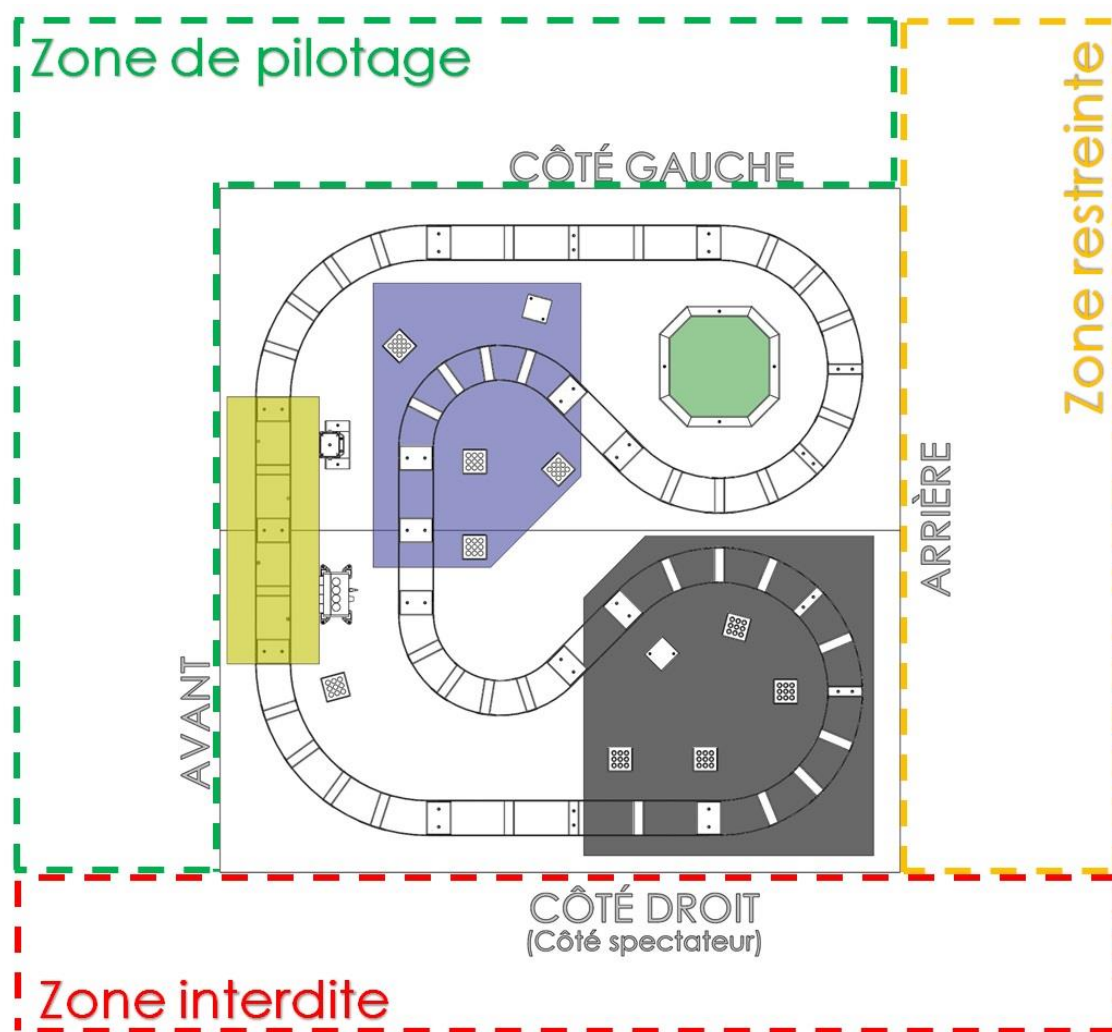 Zone de pilotage
Zone restreinte
CÔTÉ GAUCHE
ARRIÈRE
AVANT
CÔTÉ DROIT
(Côté spectateur)
Zone interdite